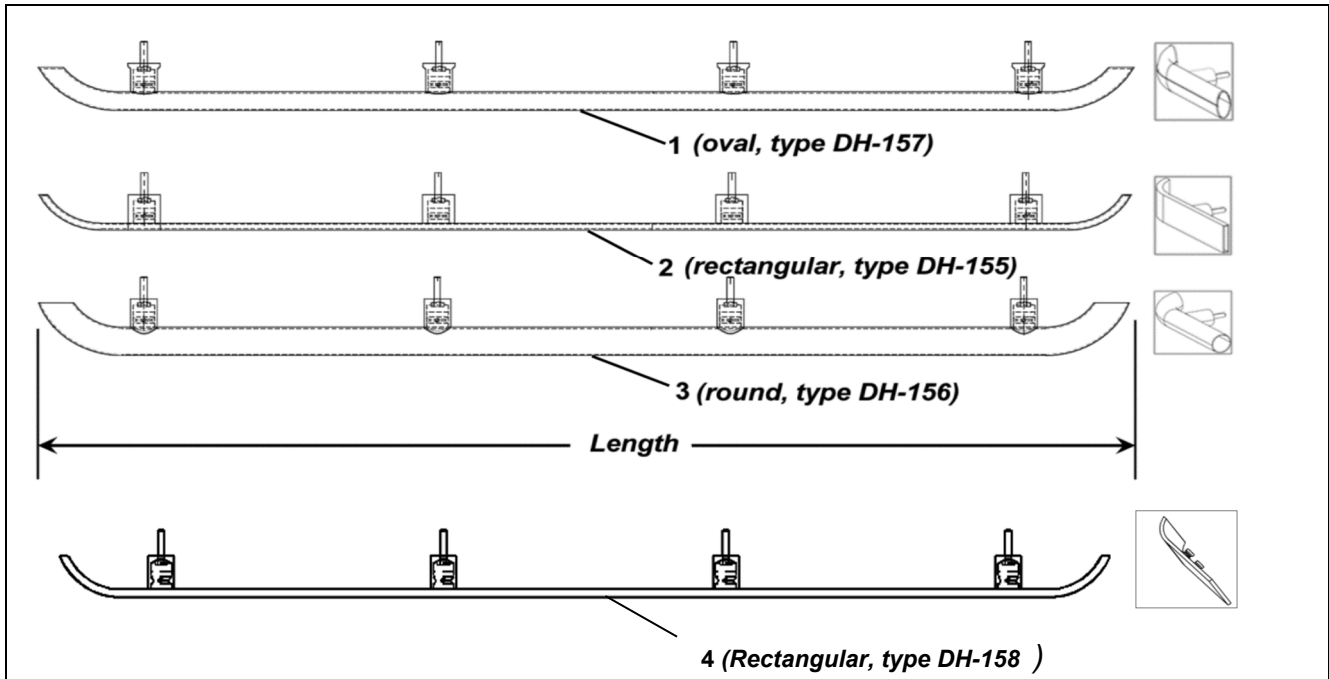 1 (oval, type DH-157)
2 (rectangular, type DH-155)
3 (round, type DH-156)
Length
4 (Rectangular, type DH-158 )